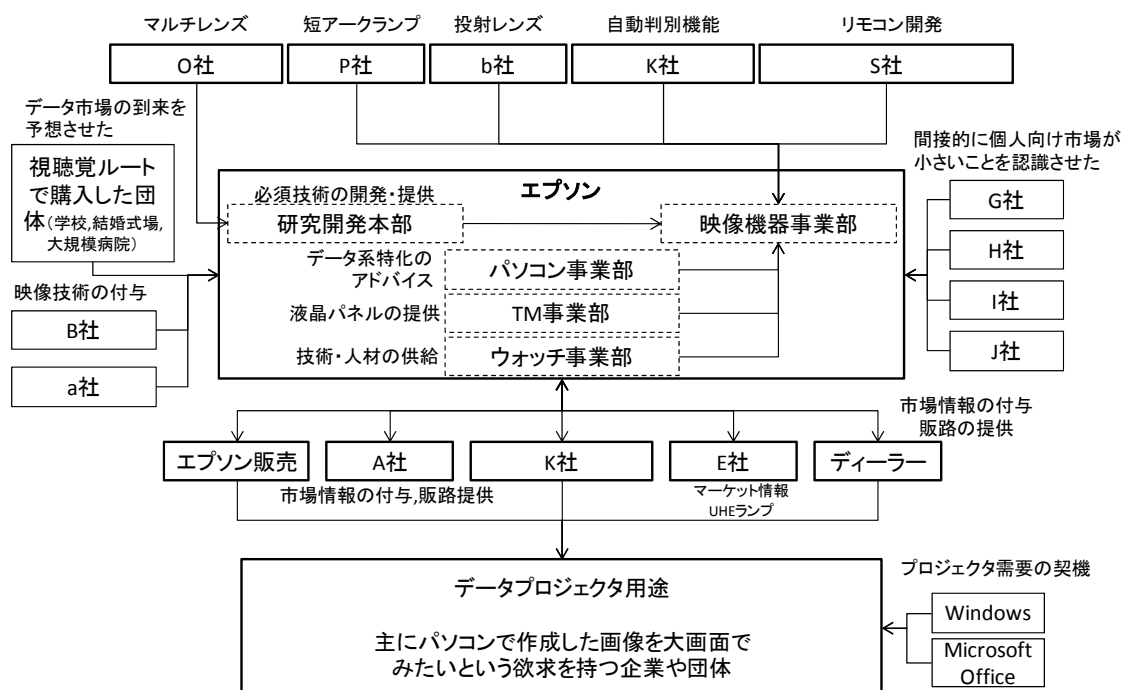 マルチレンズ
O社
短アークランプ
P社
投射レンズ
b社
自動判別機能
K社
リモコン開発
S社
データ市場の到来を
予想させた
視聴覚ルート
で購入した団
体(学校,結婚式場,
大規模病院)
映像技術の付与
B社
a社
エプソン
必須技術の開発・提供
研究開発本部
映像機器事業部
データ系特化の
アドバイス
パソコン事業部
液晶パネルの提供
TM事業部
技術・人材の供給
ウォッチ事業部
間接的に個人向け市場が
小さいことを認識させた
G社
H社
I社
J社
市場情報の付与
販路の提供
エプソン販売
A社
K社
E社
ディーラー
市場情報の付与,販路提供
マーケット情報
UHEランプ
データプロジェクタ用途
主にパソコンで作成した画像を大画面で
みたいという欲求を持つ企業や団体
プロジェクタ需要の契機
Windows
Microsoft
Office